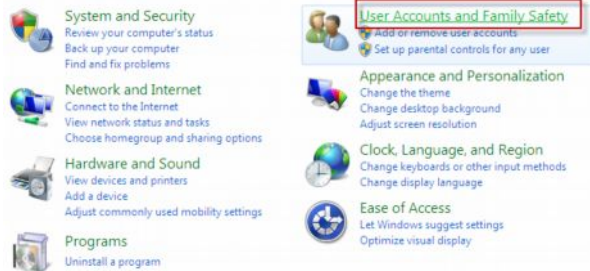 System and Security
Review your computer's status
Back up your computer
Find and fix problems
Network and Internet
Connect to the Internet
View network status and tasks
Choose homegroup and sharing options
Hardware and Sound
View devices and printers
Add a device
Adjust commonly used mobility settings
Programs
Uninstall a program
User Accounts and Family Safety
Add or remove user accounts
Set up parental controls for any user
Appearance and Personalization
Change the theme
Change desktop background
Adjust screen resolution
Clock, Language, and Region
Change keyboards or other input methods
Change display language
Ease of Access
Let Windows suggest settings
Optimize visual display